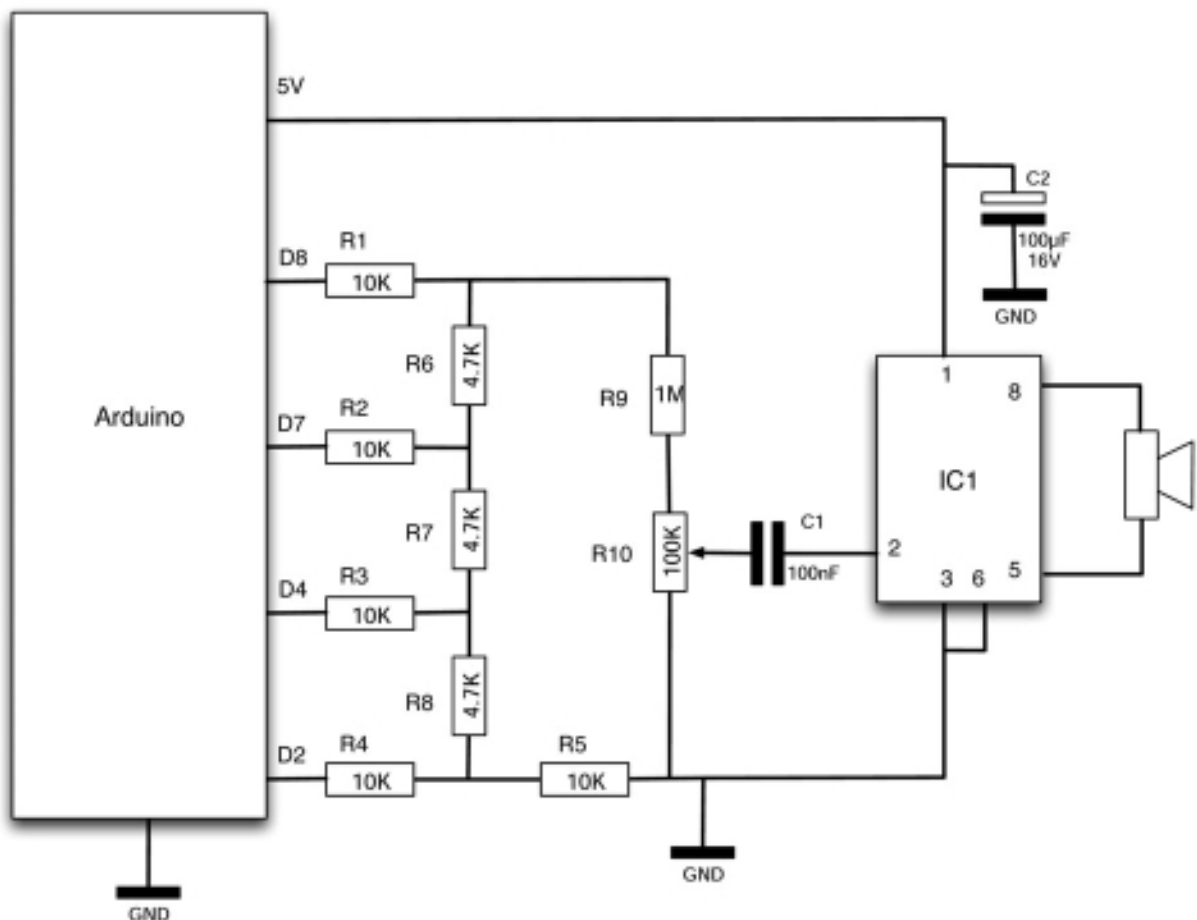 5V
C2
100µF
16V
GND
D8
R1
10K
R6
4.7K
R9
1M
1
8
Arduino
D7
R2
10K
IC1
R7
4.7K
R10
100K
C1
100nF
2
3
6
5
D4
R3
10K
R8
4.7K
D2
R4
10K
R5
10K
GND
GND